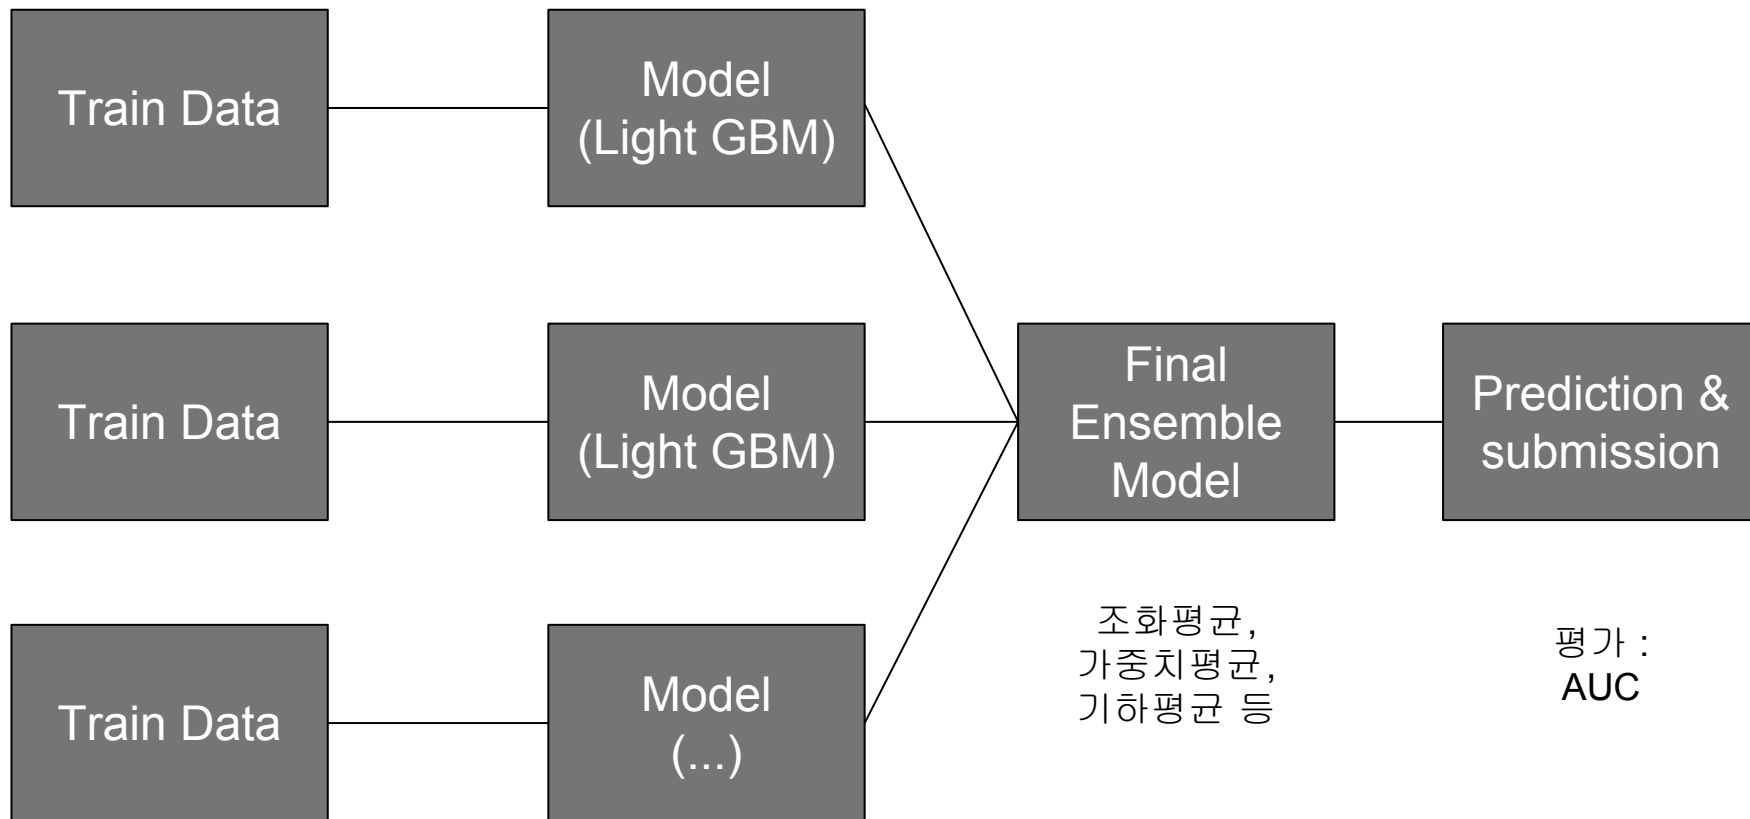 Train Data
Model
(Light GBM)
Train Data
Model
(Light GBM)
Final
Ensemble
Model
Prediction &
submission
Train Data
Model
(...)
조화평균,
가중치평균,
기하평균 등
평가 :
AUC